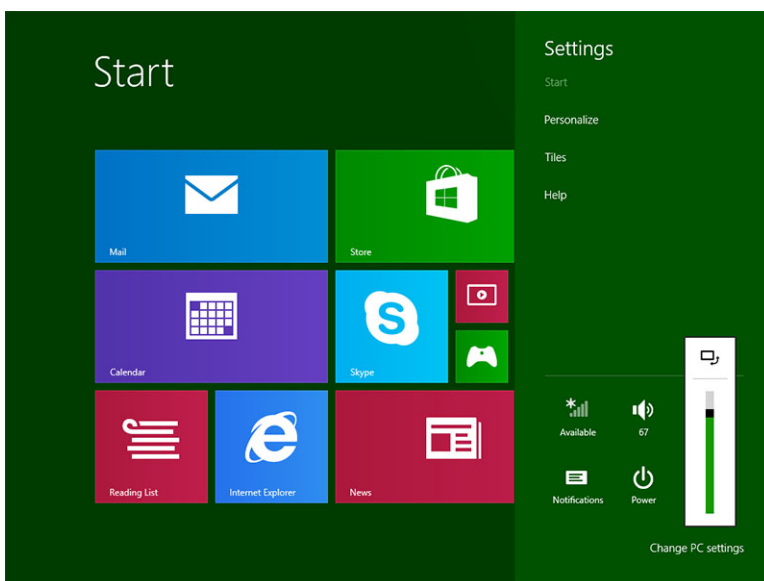 Start
Settings
Start
Personalize
Tiles
Help
Mail
Store
Calendar
Skype
Reading List
Internet Explorer
News
Available
67
Notifications
Power
Change PC settings